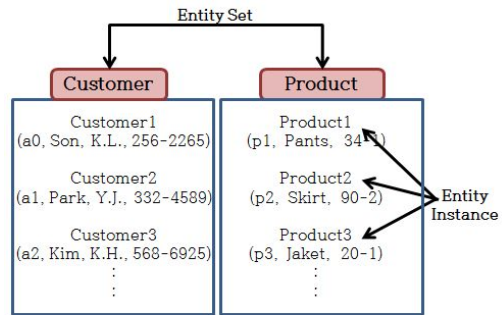 Entity Set
Customer
Product
Customer1
(a0, Son, K.L., 256-2265)
Customer2
(a1, Park, Y.J., 332-4589)
Customer3
(a2, Kim, K.H., 568-6925)
Product1
(p1, Pants, 34-1)
Product2
(p2, Skirt, 90-2)
Product3
(p3, Jaket, 20-1)
Entity
Instance